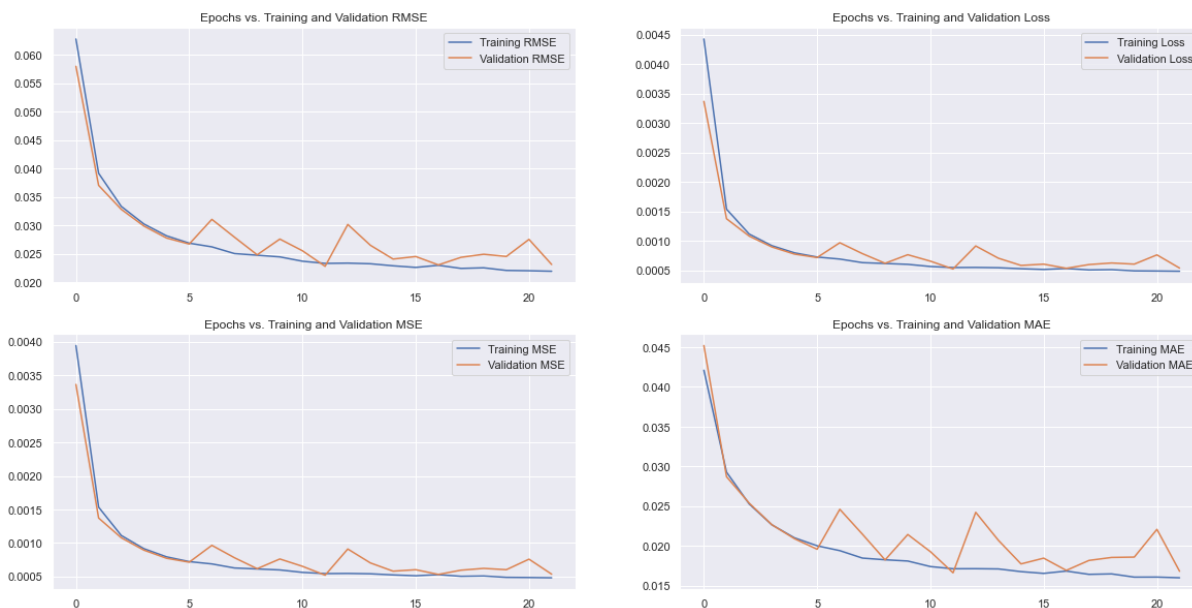 Epochs vs. Training and Validation RMSE
Training RMSE
Validation RMSE
0.060
0.055
0.050
0.045
0.040
0.035
0.030
0.025
0.020
0 5 10 15 20
Epochs vs. Training and Validation Loss
Training Loss
Validation Loss
0.0045
0.0040
0.0035
0.0030
0.0025
0.0020
0.0015
0.0010
0.0005
0 5 10 15 20
Epochs vs. Training and Validation MSE
Training MSE
Validation MSE
0.0040
0.0035
0.0030
0.0025
0.0020
0.0015
0.0010
0.0005
0 5 10 15 20
Epochs vs. Training and Validation MAE
Training MAE
Validation MAE
0.045
0.040
0.035
0.030
0.025
0.020
0.015
0 5 10 15 20